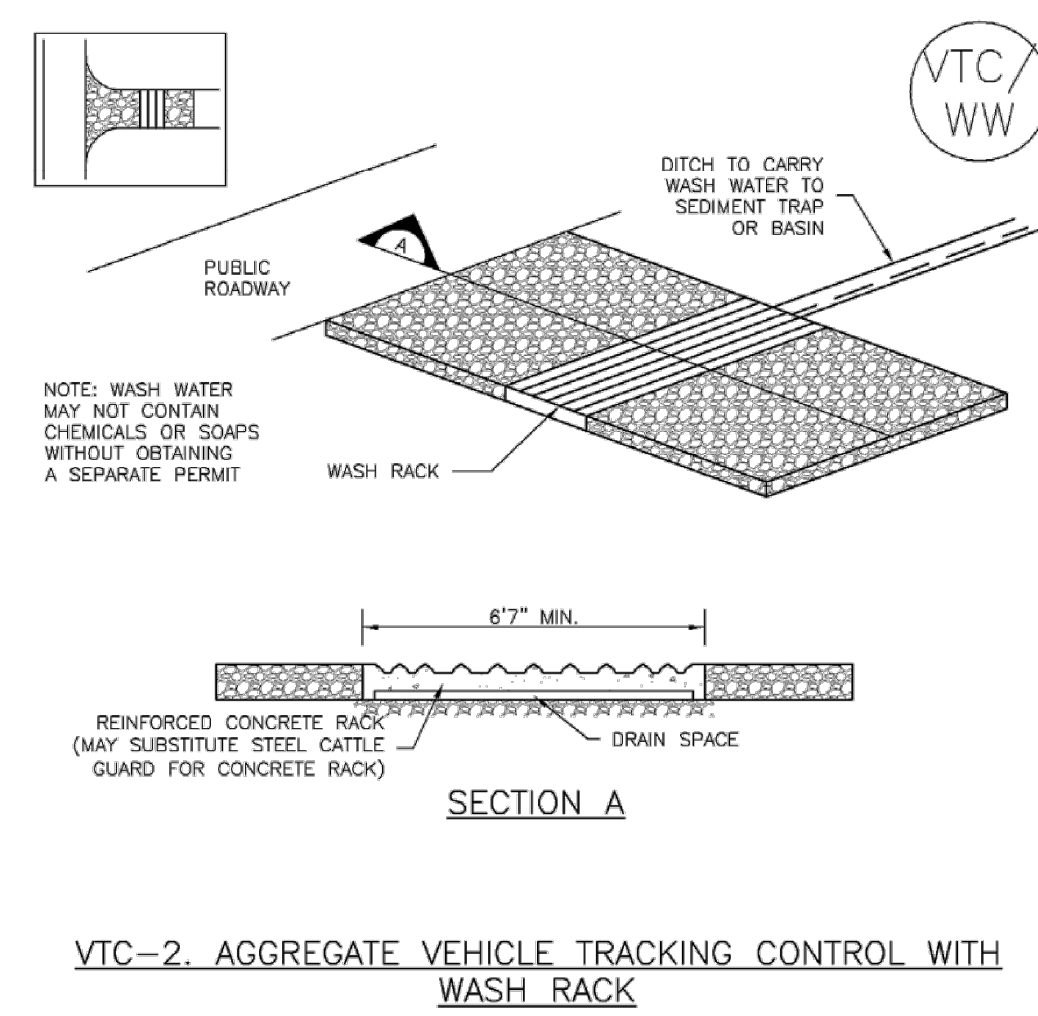 VTC/
WW
DITCH TO CARRY
WASH WATER TO
SEDIMENT TRAP
OR BASIN
A
PUBLIC
ROADWAY
NOTE: WASH WATER
MAY NOT CONTAIN
CHEMICALS OR SOAPS
WITHOUT OBTAINING
A SEPARATE PERMIT
WASH RACK
6'7" MIN.
REINFORCED CONCRETE RACK
(MAY SUBSTITUTE STEEL CATTLE
GUARD FOR CONCRETE RACK)
DRAIN SPACE
SECTION A
VTC-2. AGGREGATE VEHICLE TRACKING CONTROL WITH
WASH RACK